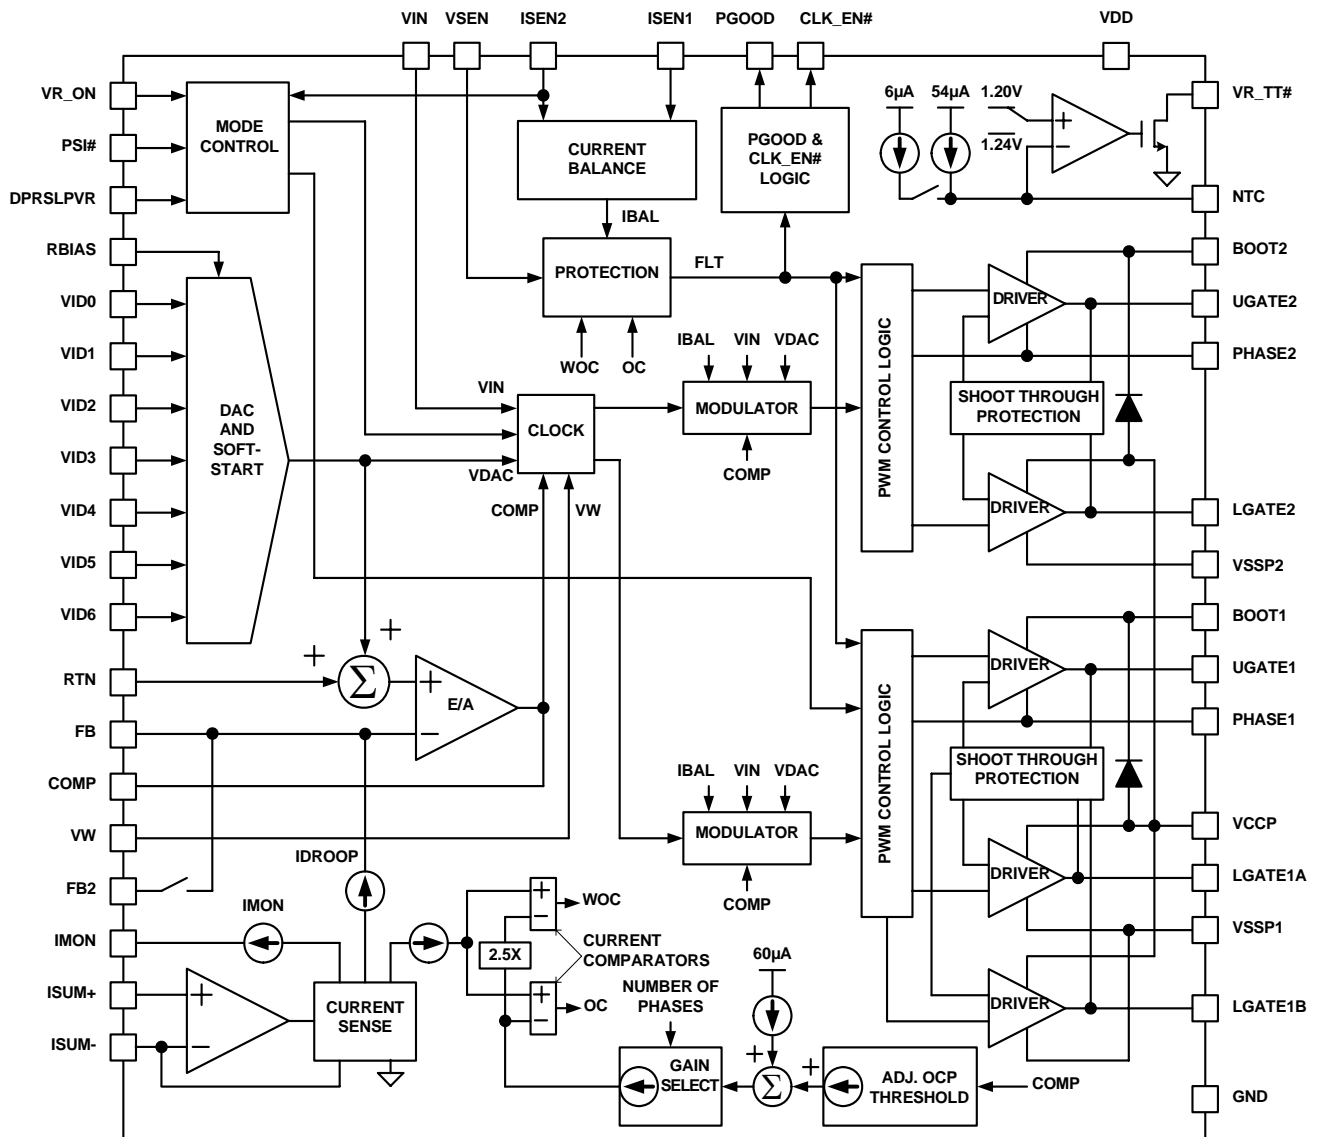 VIN VSEN ISEN2 ISEN1 PGOOD CLK_EN# VDD
VR_ON
PSI#
DPRSLPVR
RBIAS
VID0
VID1
VID2
VID3
VID4
VID5
VID6
RTN
FB
COMP
VW
FB2
IMON
ISUM+
ISUM-
MODE
CONTROL
CURRENT
BALANCE
IBAL
PROTECTION
FLT
WOC
OC
PGOOD &
CLK_EN#
LOGIC
6µA
54µA
1.20V
1.24V
+
−
VR_TT#
NTC
BOOT2
UGATE2
PHASE2
LGATE2
VSSP2
BOOT1
UGATE1
PHASE1
VCCP
LGATE1A
VSSP1
LGATE1B
GND
DAC
AND
SOFT-
START
VIN
CLOCK
VDAC
COMP
VW
IBAL VIN VDAC
MODULATOR
COMP
PWM CONTROL LOGIC
DRIVER
SHOOT THROUGH
PROTECTION
DRIVER
+
+
Σ
+
−
E/A
IBAL VIN VDAC
MODULATOR
COMP
PWM CONTROL LOGIC
DRIVER
SHOOT THROUGH
PROTECTION
DRIVER
DRIVER
IDROOP
IMON
+
−
CURRENT
SENSE
+
−
WOC
2.5X
CURRENT
COMPARATORS
+
−
OC
NUMBER OF
PHASES
GAIN
SELECT
60µA
+
+
Σ
ADJ. OCP
THRESHOLD
COMP